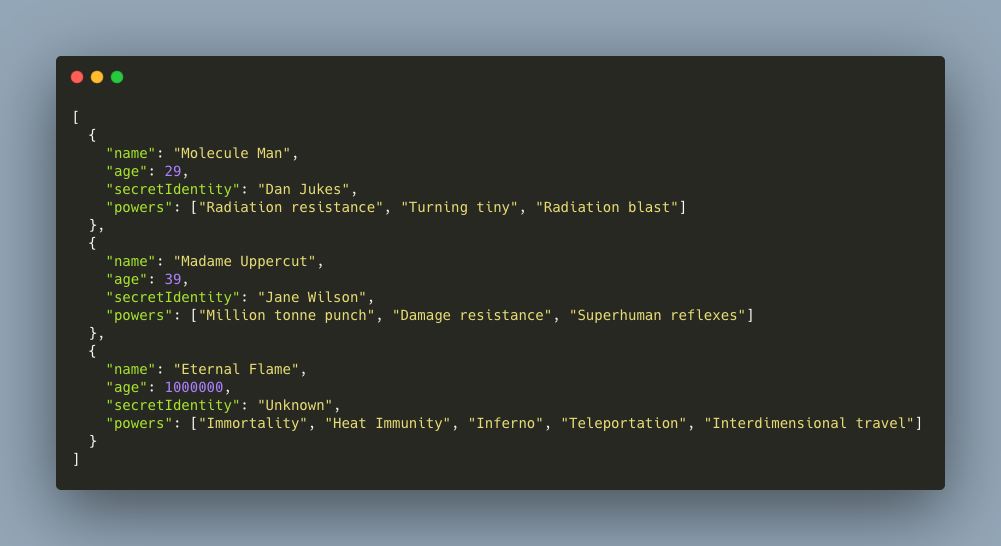 [
  {
    "name": "Molecule Man",
    "age": 29,
    "secretIdentity": "Dan Jukes",
    "powers": ["Radiation resistance", "Turning tiny", "Radiation blast"]
  },
  {
    "name": "Madame Uppercut",
    "age": 39,
    "secretIdentity": "Jane Wilson",
    "powers": ["Million tonne punch", "Damage resistance", "Superhuman reflexes"]
  },
  {
    "name": "Eternal Flame",
    "age": 1000000,
    "secretIdentity": "Unknown",
    "powers": ["Immortality", "Heat Immunity", "Inferno", "Teleportation", "Interdimensional travel"]
  }
]